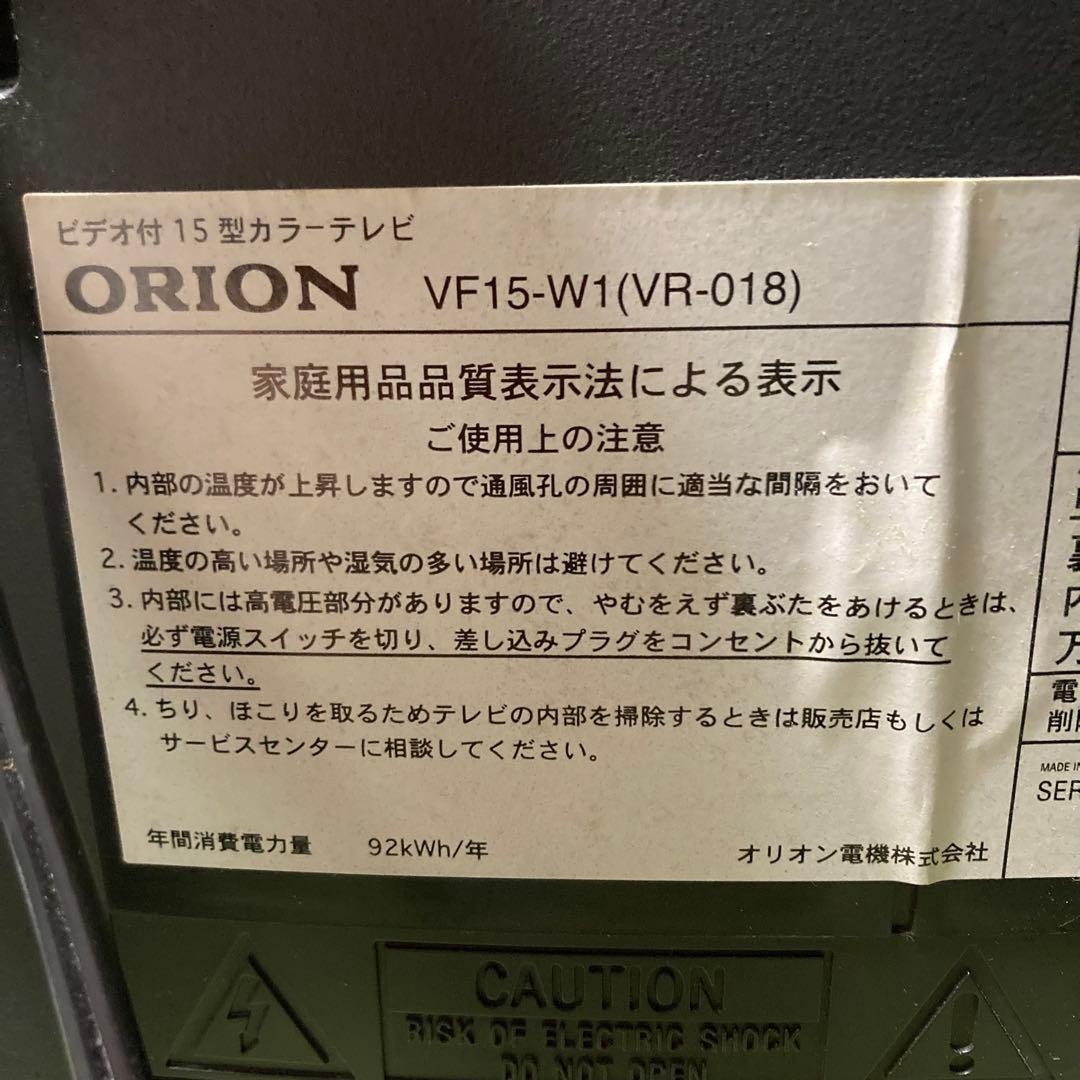 ビデオ付15型カラーテレビ
ORION VF15-W1(VR-018)
家庭用品品質表示法による表示
ご使用上の注意
1. 内部の温度が上昇しますので通風孔の周囲に適当な間隔をおいて
ください。
2. 温度の高い場所や湿気の多い場所は避けてください。
3. 内部には高電圧部分がありますので、やむをえず裏ぶたをあけるときは、
必ず電源スイッチを切り、差し込みプラグをコンセントから抜いて
ください。
4. ちり、ほこりを取るためテレビの内部を掃除するときは販売店もしくは
サービスセンターに相談してください。
年間消費電力量 92kWh/年 オリオン電機株式会社
裏
内
万
電
削
MADE IN
SER
CAUTION
RISK OF ELECTRIC SHOCK
DO NOT OPEN